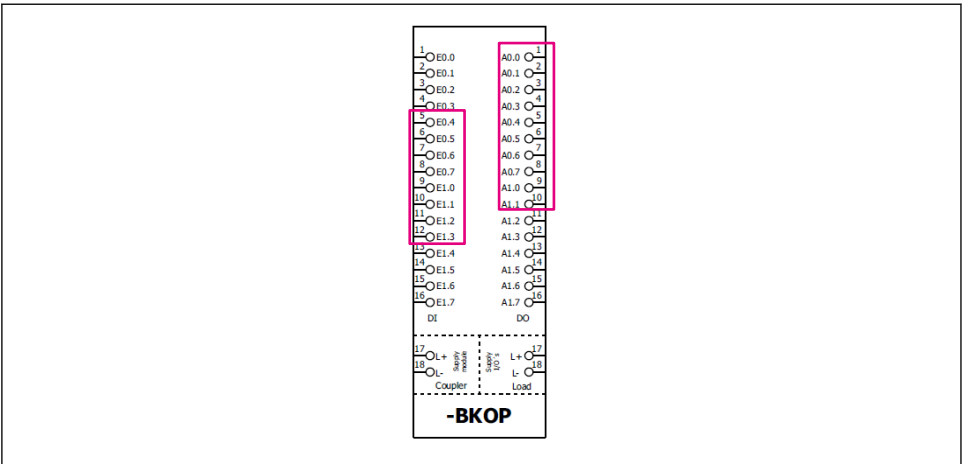 1 E0.0 A0.0 1
2 E0.1 A0.1 2
3 E0.2 A0.2 3
4 E0.3 A0.3 4
5 E0.4 A0.4 5
6 E0.5 A0.5 6
7 E0.6 A0.6 7
8 E0.7 A0.7 8
9 E1.0 A1.0 9
10 E1.1 A1.1 10
11 E1.2 A1.2 11
12 E1.3 A1.3 12
13 E1.4 A1.4 13
14 E1.5 A1.5 14
15 E1.6 A1.6 15
16 E1.7 A1.7 16
DI DO
17 L+ L+ 17
18 L- L- 18
Supply
module
Supply
I/O´s
Coupler Load
-BKOP